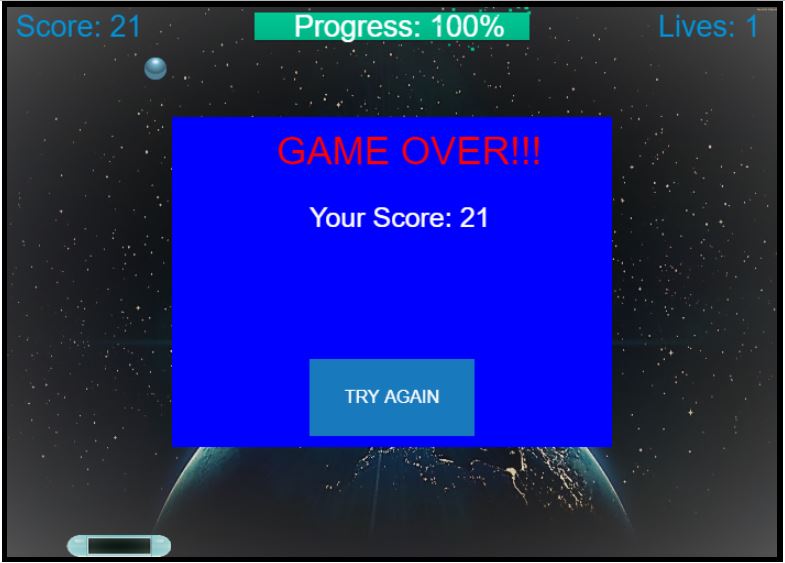 Score: 21
Progress: 100%
Lives: 1
GAME OVER!!!
Your Score: 21
TRY AGAIN